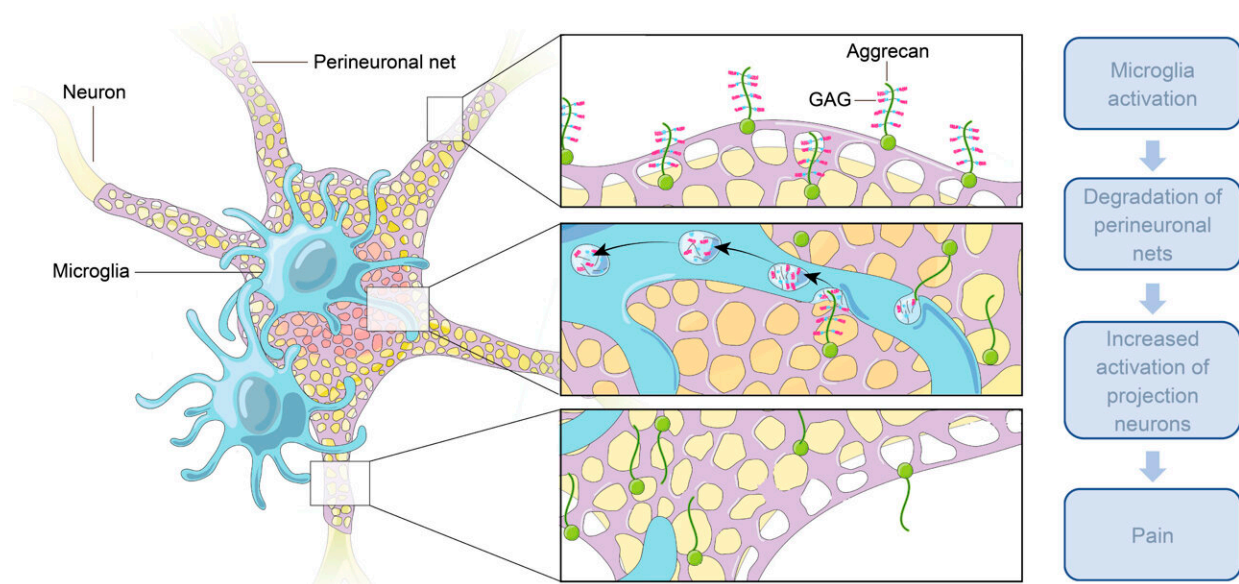 Neuron
Perineuronal net
Microglia
Aggrecan
GAG
Microglia
activation
Degradation of
perineuronal
nets
Increased
activation of
projection
neurons
Pain